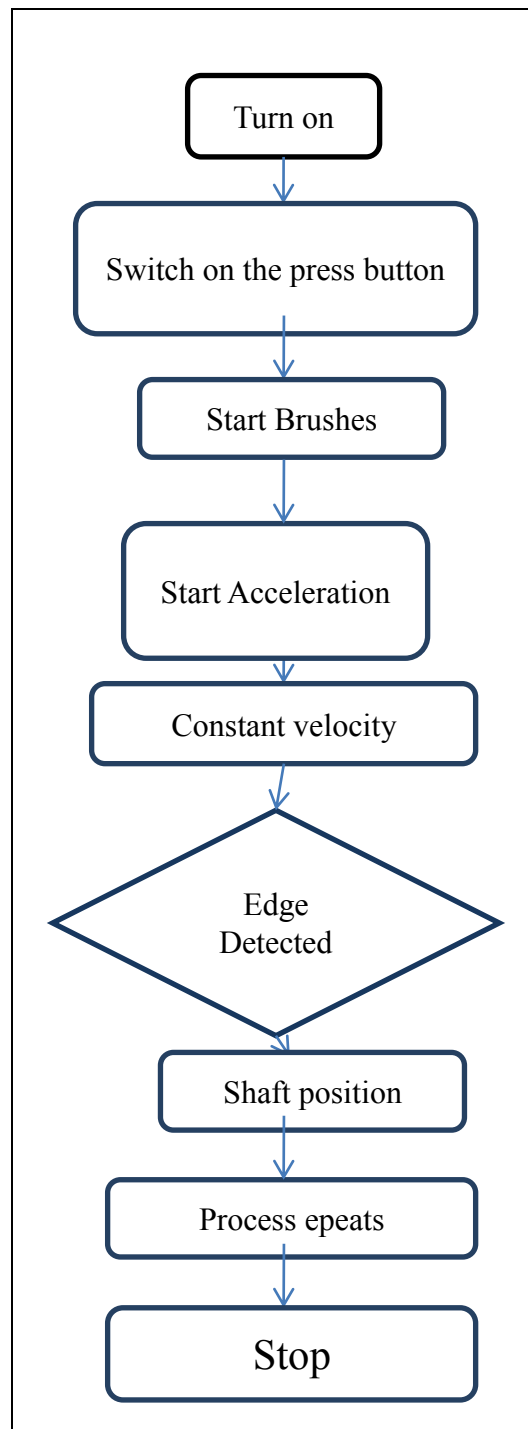 Turn on
Switch on the press button
Start Brushes
Start Acceleration
Constant velocity
Edge
Detected
Shaft position
Process epeats
Stop